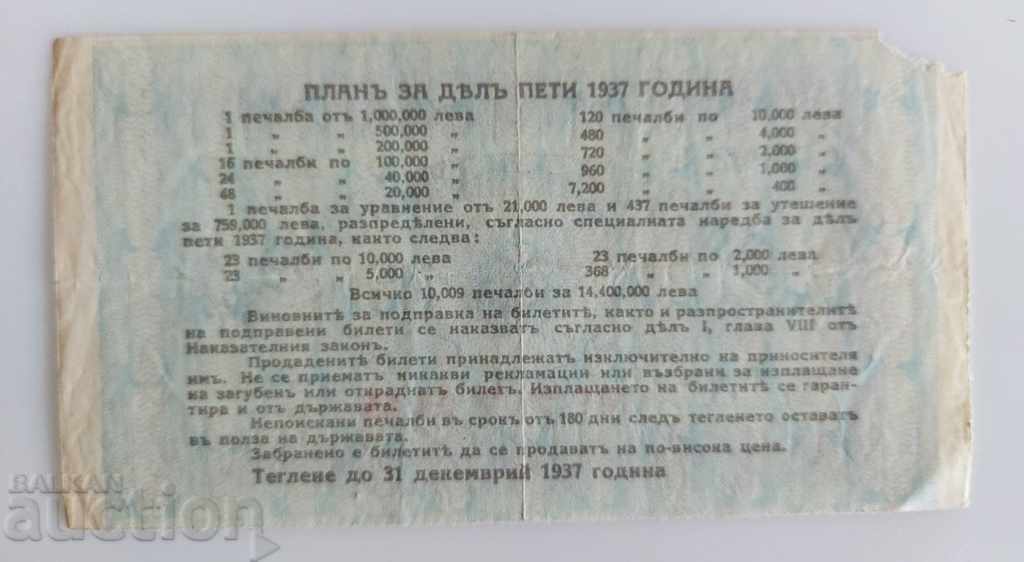 ПЛАНЪ ЗА ДѢЛЪ ПЕТИ 1937 ГОДИНА
1 печалба отъ 1,000,000 лева 120 печалби по 10,000 лева
1 „ „ 500,000 „ 480 „ „ 4,000 „
1 „ „ 200,000 „ 720 „ „ 2,000 „
16 печалби по 100,000 „ 960 „ „ 1,000 „
24 „ „ 40,000 „ 7,200 „ „ 400 „
48 „ „ 20,000 „
1 печалба за уравнение отъ 21,000 лева и 437 печалби за утешение
за 759,000 лева, разпредѣлени, съгласно специалната наредба за дѣлъ
пети 1937 година, както следва:
23 печалби по 10,000 лева 23 печалби по 2,000 лева
23 „ „ 5,000 „ 368 „ „ 1,000 „
Всичко 10,009 печалби за 14,400,000 лева
Виновнитѣ за подправка на билетитѣ, както и разпространителитѣ
на подправени билети се наказватъ съгласно дѣлъ I, глава VIII отъ
Наказателния законъ.
Продаденитѣ билети принадлежатъ изключително на приносителя
имъ. Не се приематъ никакви рекламации или възбрани за изплащане
на загубенъ или откраднатъ билетъ. Изплащането на билетитѣ се гаран-
тира и отъ държавата.
Непоискани печалби въ срокъ отъ 180 дни следъ тегленето оставатъ
въ полза на държавата.
Забранено е билетитѣ да се продаватъ на по-висока цена.
Теглене до 31 декемврий 1937 година
BALKAN
auction